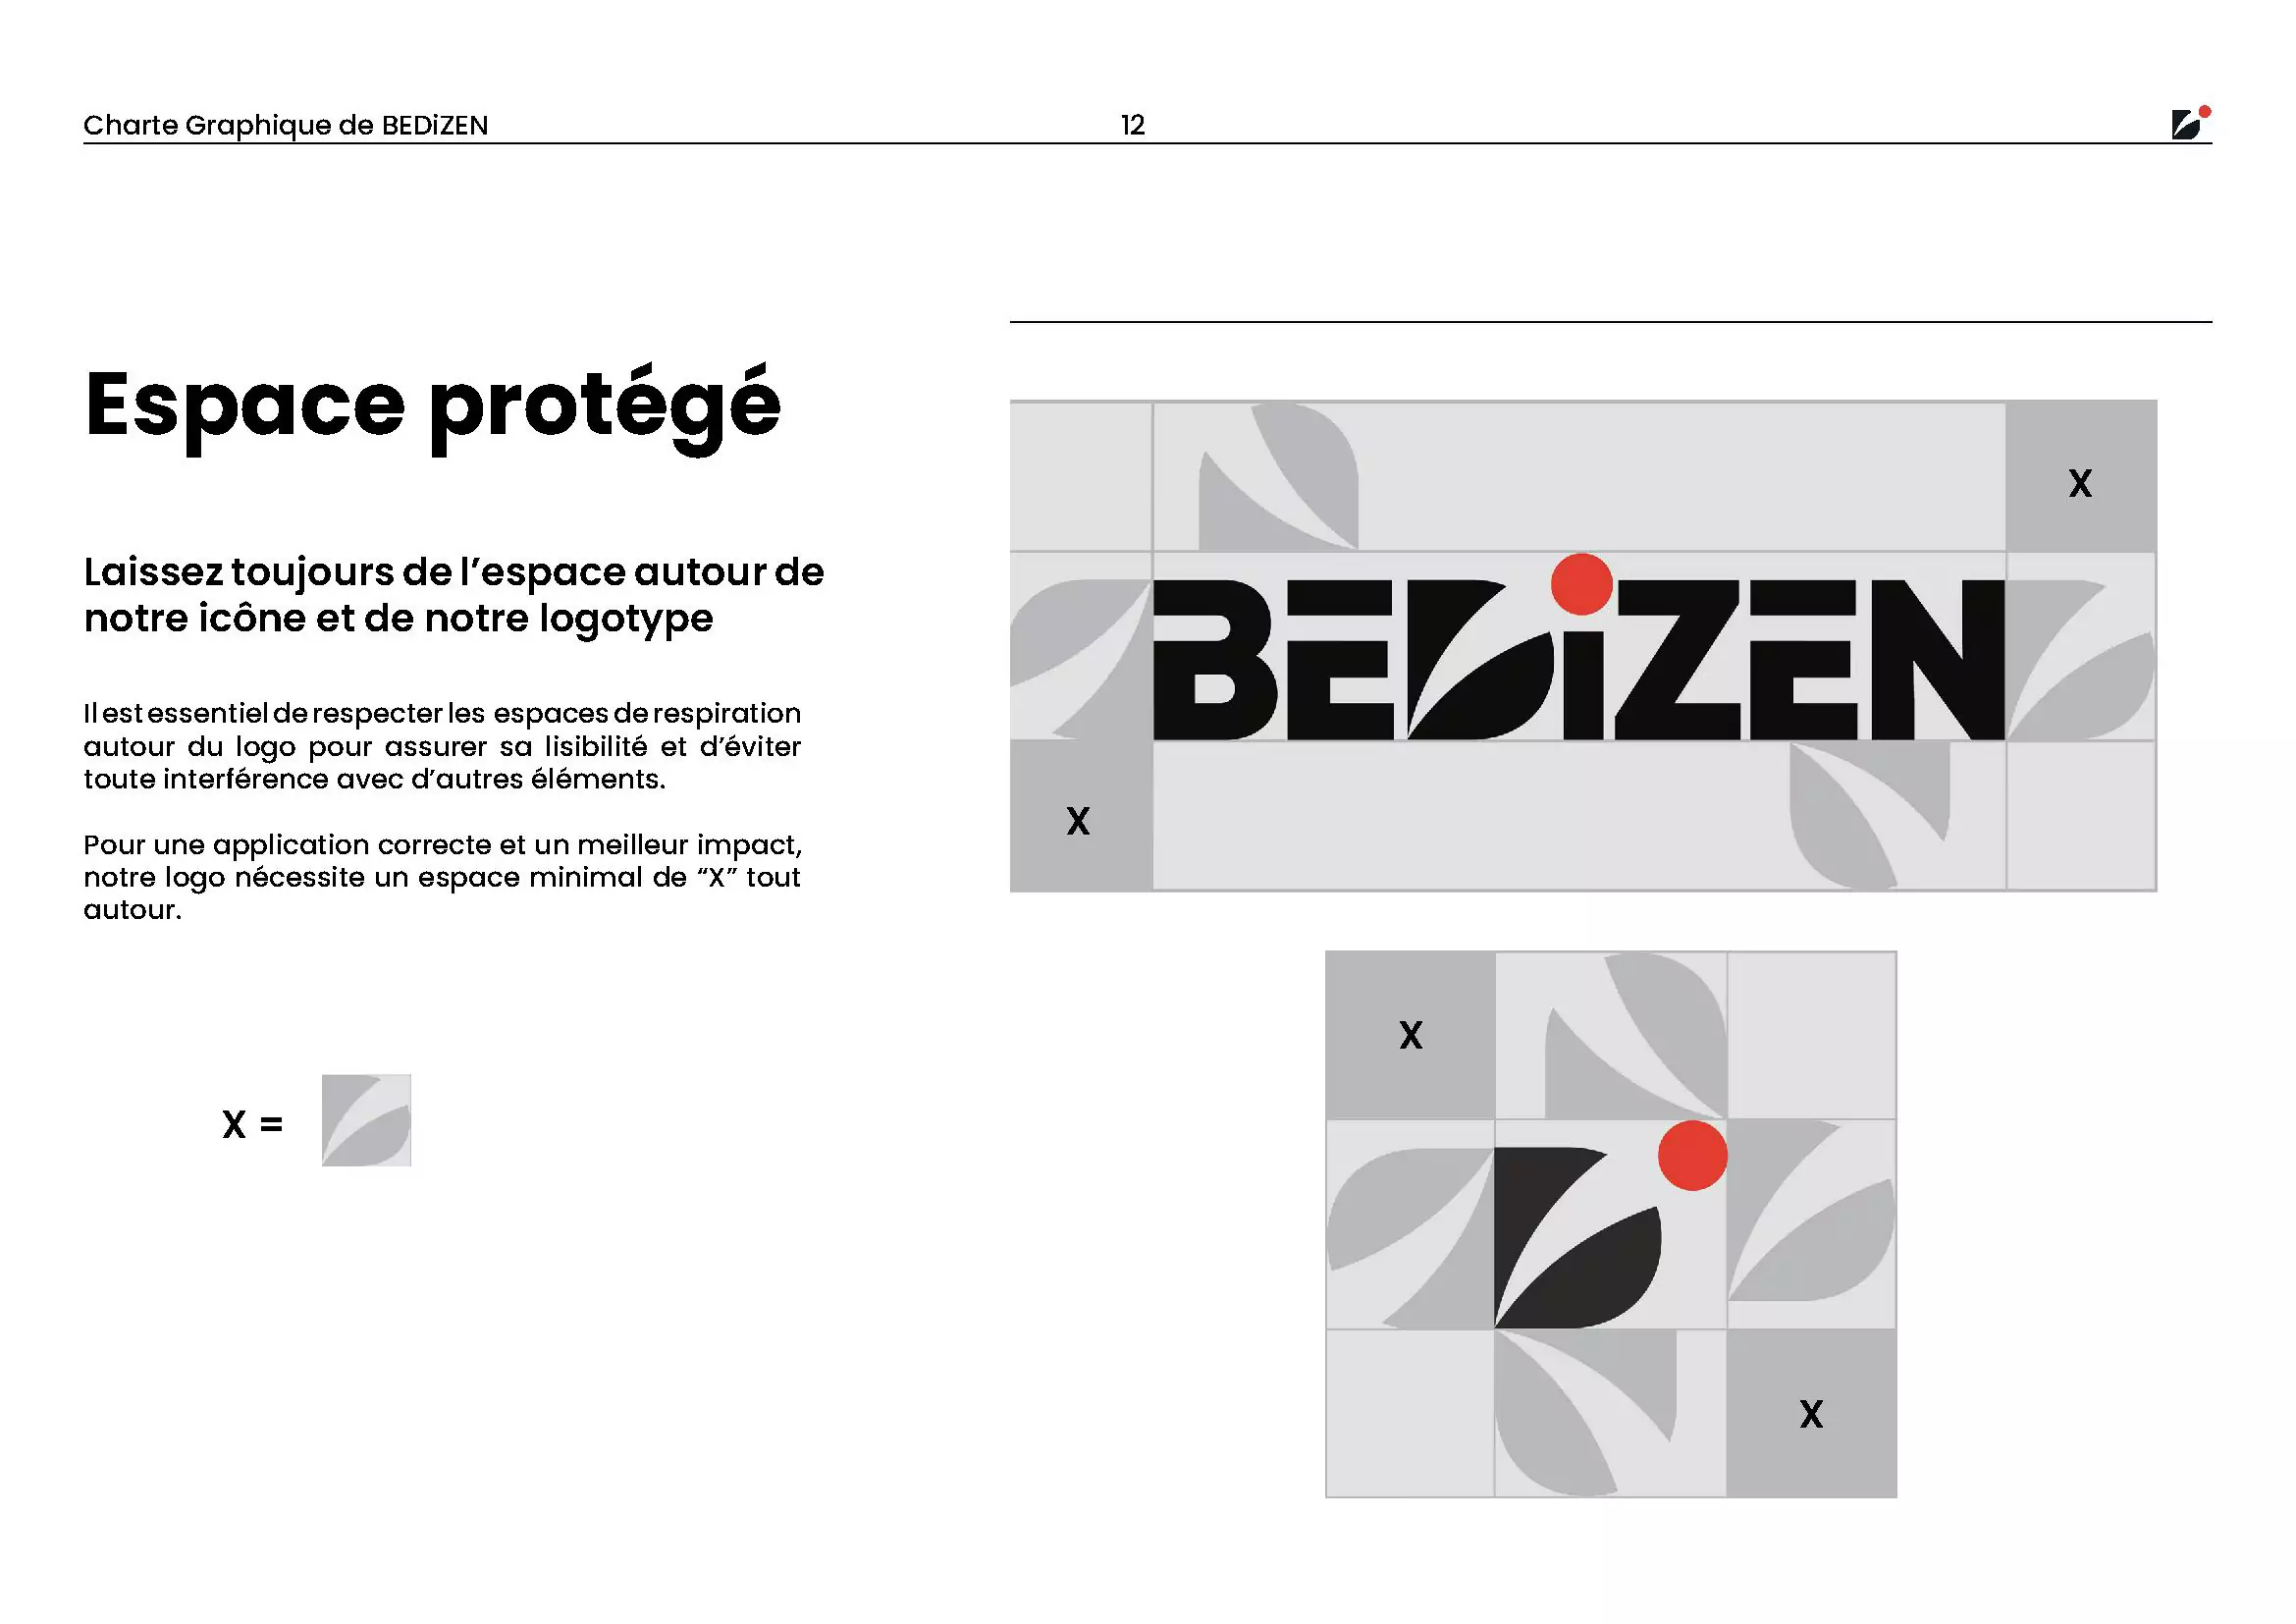 Charte Graphique de BEDiZEN
12
Espace protégé
Laissez toujours de l’espace autour de
notre icône et de notre logotype
Il est essentiel de respecter les espaces de respiration
autour du logo pour assurer sa lisibilité et d’éviter
toute interférence avec d’autres éléments.
Pour une application correcte et un meilleur impact,
notre logo nécessite un espace minimal de “X” tout
autour.
X =
X
BEDiZEN
X
X
X